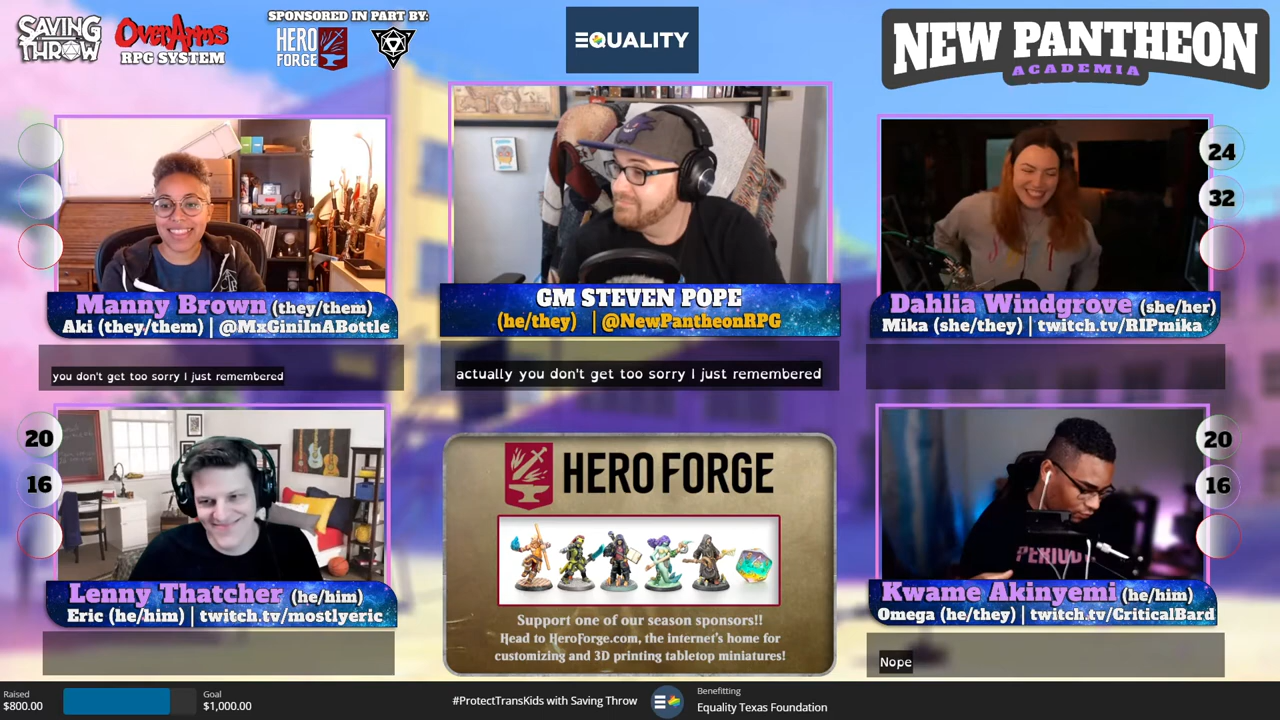 SAVING
THROW
OVERARMS
RPG SYSTEM
SPONSORED IN PART BY:
HERO
FORGE
EQUALITY
NEW PANTHEON
ACADEMIA
Manny Brown (they/them)
Aki (they/them) | @MxGiniInABottle
you don't get too sorry I just remembered
GM STEVEN POPE
(he/they) | @NewPantheonRPG
actually you don't get too sorry I just remembered
24
32
Dahlia Windgrove (she/her)
Mika (she/they) | twitch.tv/RIPmika
20
16
Lenny Thatcher (he/him)
Eric (he/him) | twitch.tv/mostlyeric
HERO FORGE
Support one of our season sponsors!!
Head to HeroForge.com, the internet's home for
customizing and 3D printing tabletop miniatures!
20
16
PERIOD
Kwame Akinyemi (he/him)
Omega (he/they) | twitch.tv/CriticalBard
Nope
Raised
$800.00
Goal
$1,000.00
#ProtectTransKids with Saving Throw
Benefitting
Equality Texas Foundation